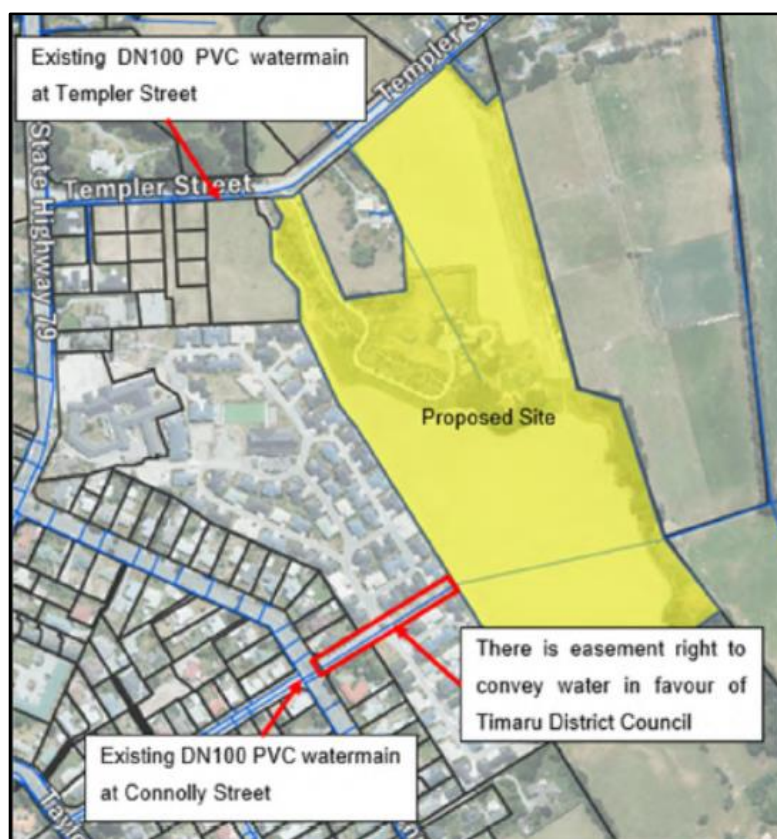 Existing DN100 PVC watermain
at Templer Street
Templer St
Templer Street
State Highway 79
Proposed Site
There is easement right to
convey water in favour of
Timaru District Council
Existing DN100 PVC watermain
at Connolly Street